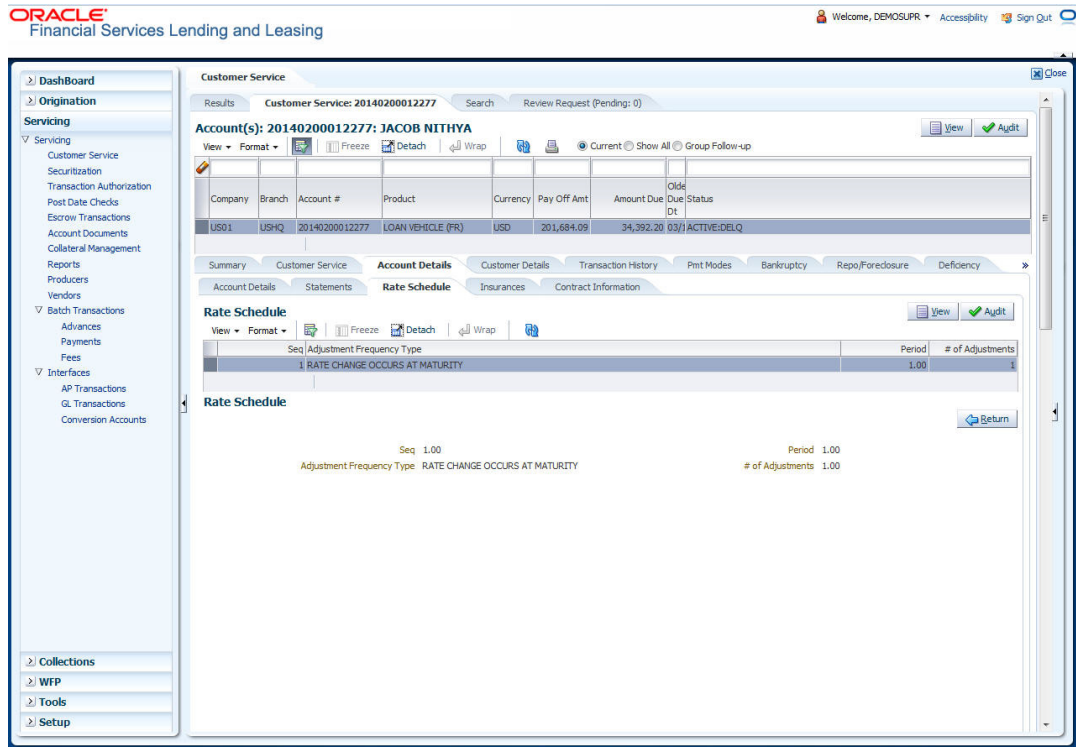 ORACLE
Financial Services Lending and Leasing
Welcome, DEMOSUPR Accessibility Sign Out
Close
DashBoard
Origination
Servicing
Servicing
Customer Service
Securitization
Transaction Authorization
Post Date Checks
Escrow Transactions
Account Documents
Collateral Management
Reports
Producers
Vendors
Batch Transactions
Advances
Payments
Fees
Interfaces
AP Transactions
GL Transactions
Conversion Accounts
Collections
WFP
Tools
Setup
Customer Service
Results Customer Service: 20140200012277 Search Review Request (Pending: 0)
Account(s): 20140200012277: JACOB NITHYA
View Audit
View Format Freeze Detach Wrap Current Show All Group Follow-up
Company Branch Account # Product Currency Pay Off Amt Amount Due Olde Due Dt Status
US01 USHQ 20140200012277 LOAN VEHICLE (FR) USD 201,684.09 34,392.20 03/1 ACTIVE:DELQ
Summary Customer Service Account Details Customer Details Transaction History Pmt Modes Bankruptcy Repo/Foreclosure Deficiency »
Account Details Statements Rate Schedule Insurances Contract Information
Rate Schedule
View Audit
View Format Freeze Detach Wrap
Seq Adjustment Frequency Type Period # of Adjustments
1 RATE CHANGE OCCURS AT MATURITY 1.00 1
Rate Schedule
Return
Seq 1.00 Period 1.00
Adjustment Frequency Type RATE CHANGE OCCURS AT MATURITY # of Adjustments 1.00